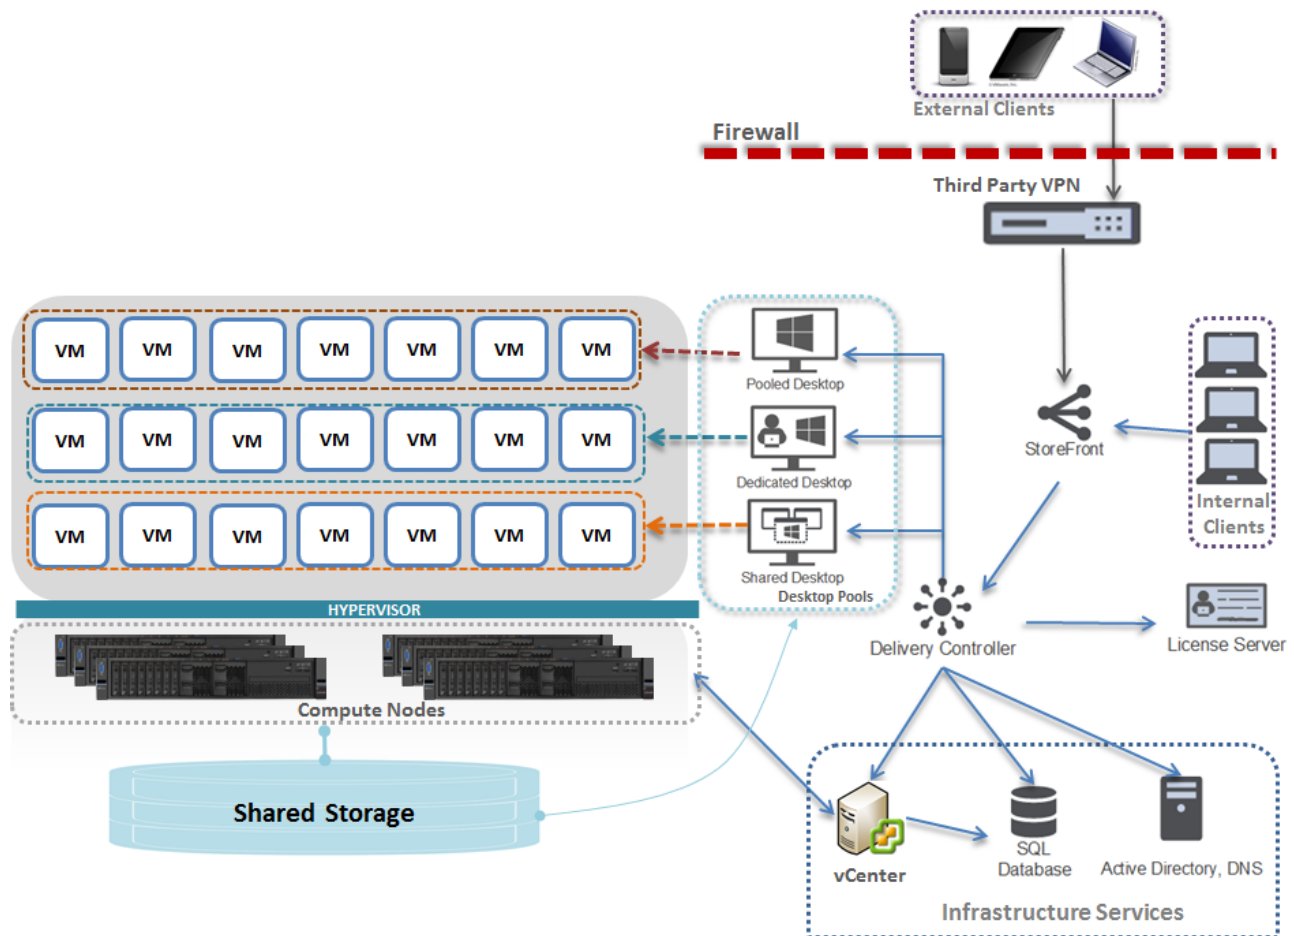 External Clients
Firewall
Third Party VPN
VM VM VM VM VM VM VM
Pooled Desktop
VM VM VM VM VM VM VM
Dedicated Desktop
StoreFront
Internal
Clients
VM VM VM VM VM VM VM
Shared Desktop
Desktop Pools
HYPERVISOR
Delivery Controller
License Server
Compute Nodes
Shared Storage
vCenter
SQL
Database
Active Directory, DNS
Infrastructure Services